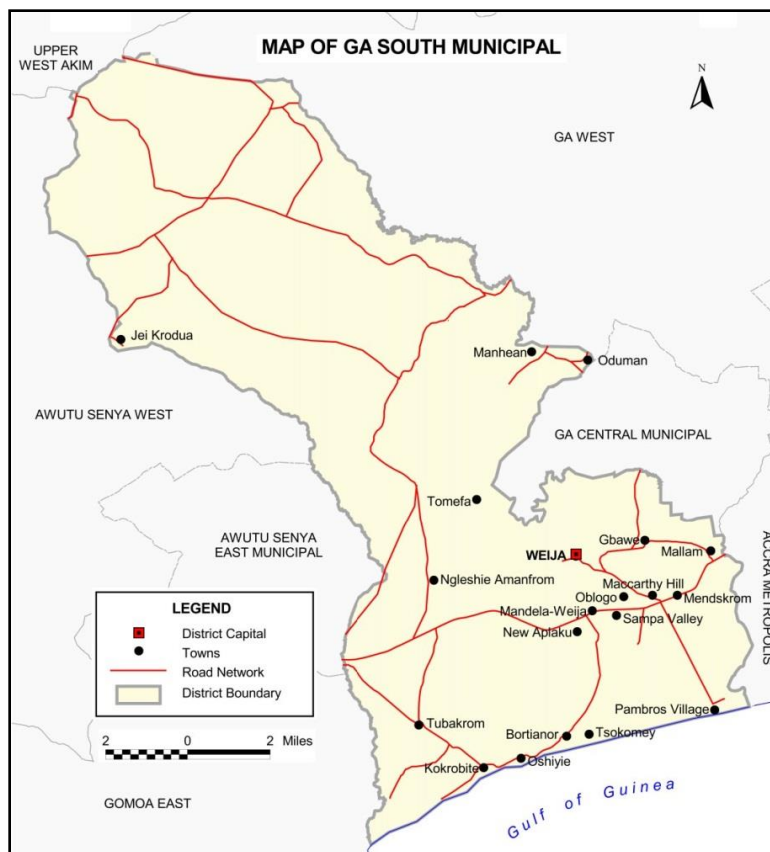 MAP OF GA SOUTH MUNICIPAL
UPPER
WEST AKIM
N
GA WEST
Jei Krodua
Manhean
Oduman
AWUTU SENYA WEST
GA CENTRAL MUNICIPAL
Tomefa
AWUTU SENYA
EAST MUNICIPAL
ACCRA METROPOLIS
Gbawe
Mallam
WEIJA
Ngleshie Amanfrom
Maccarthy Hill
Oblogo
Mendskrom
Mandela-Weija
Sampa Valley
New Aplaku
LEGEND
District Capital
Towns
Road Network
District Boundary
2 0 2 Miles
Pambros Village
Tubakrom
Bortianor
Tsokomey
Oshiyie
Kokrobite
GOMOA EAST
Gulf of Guinea